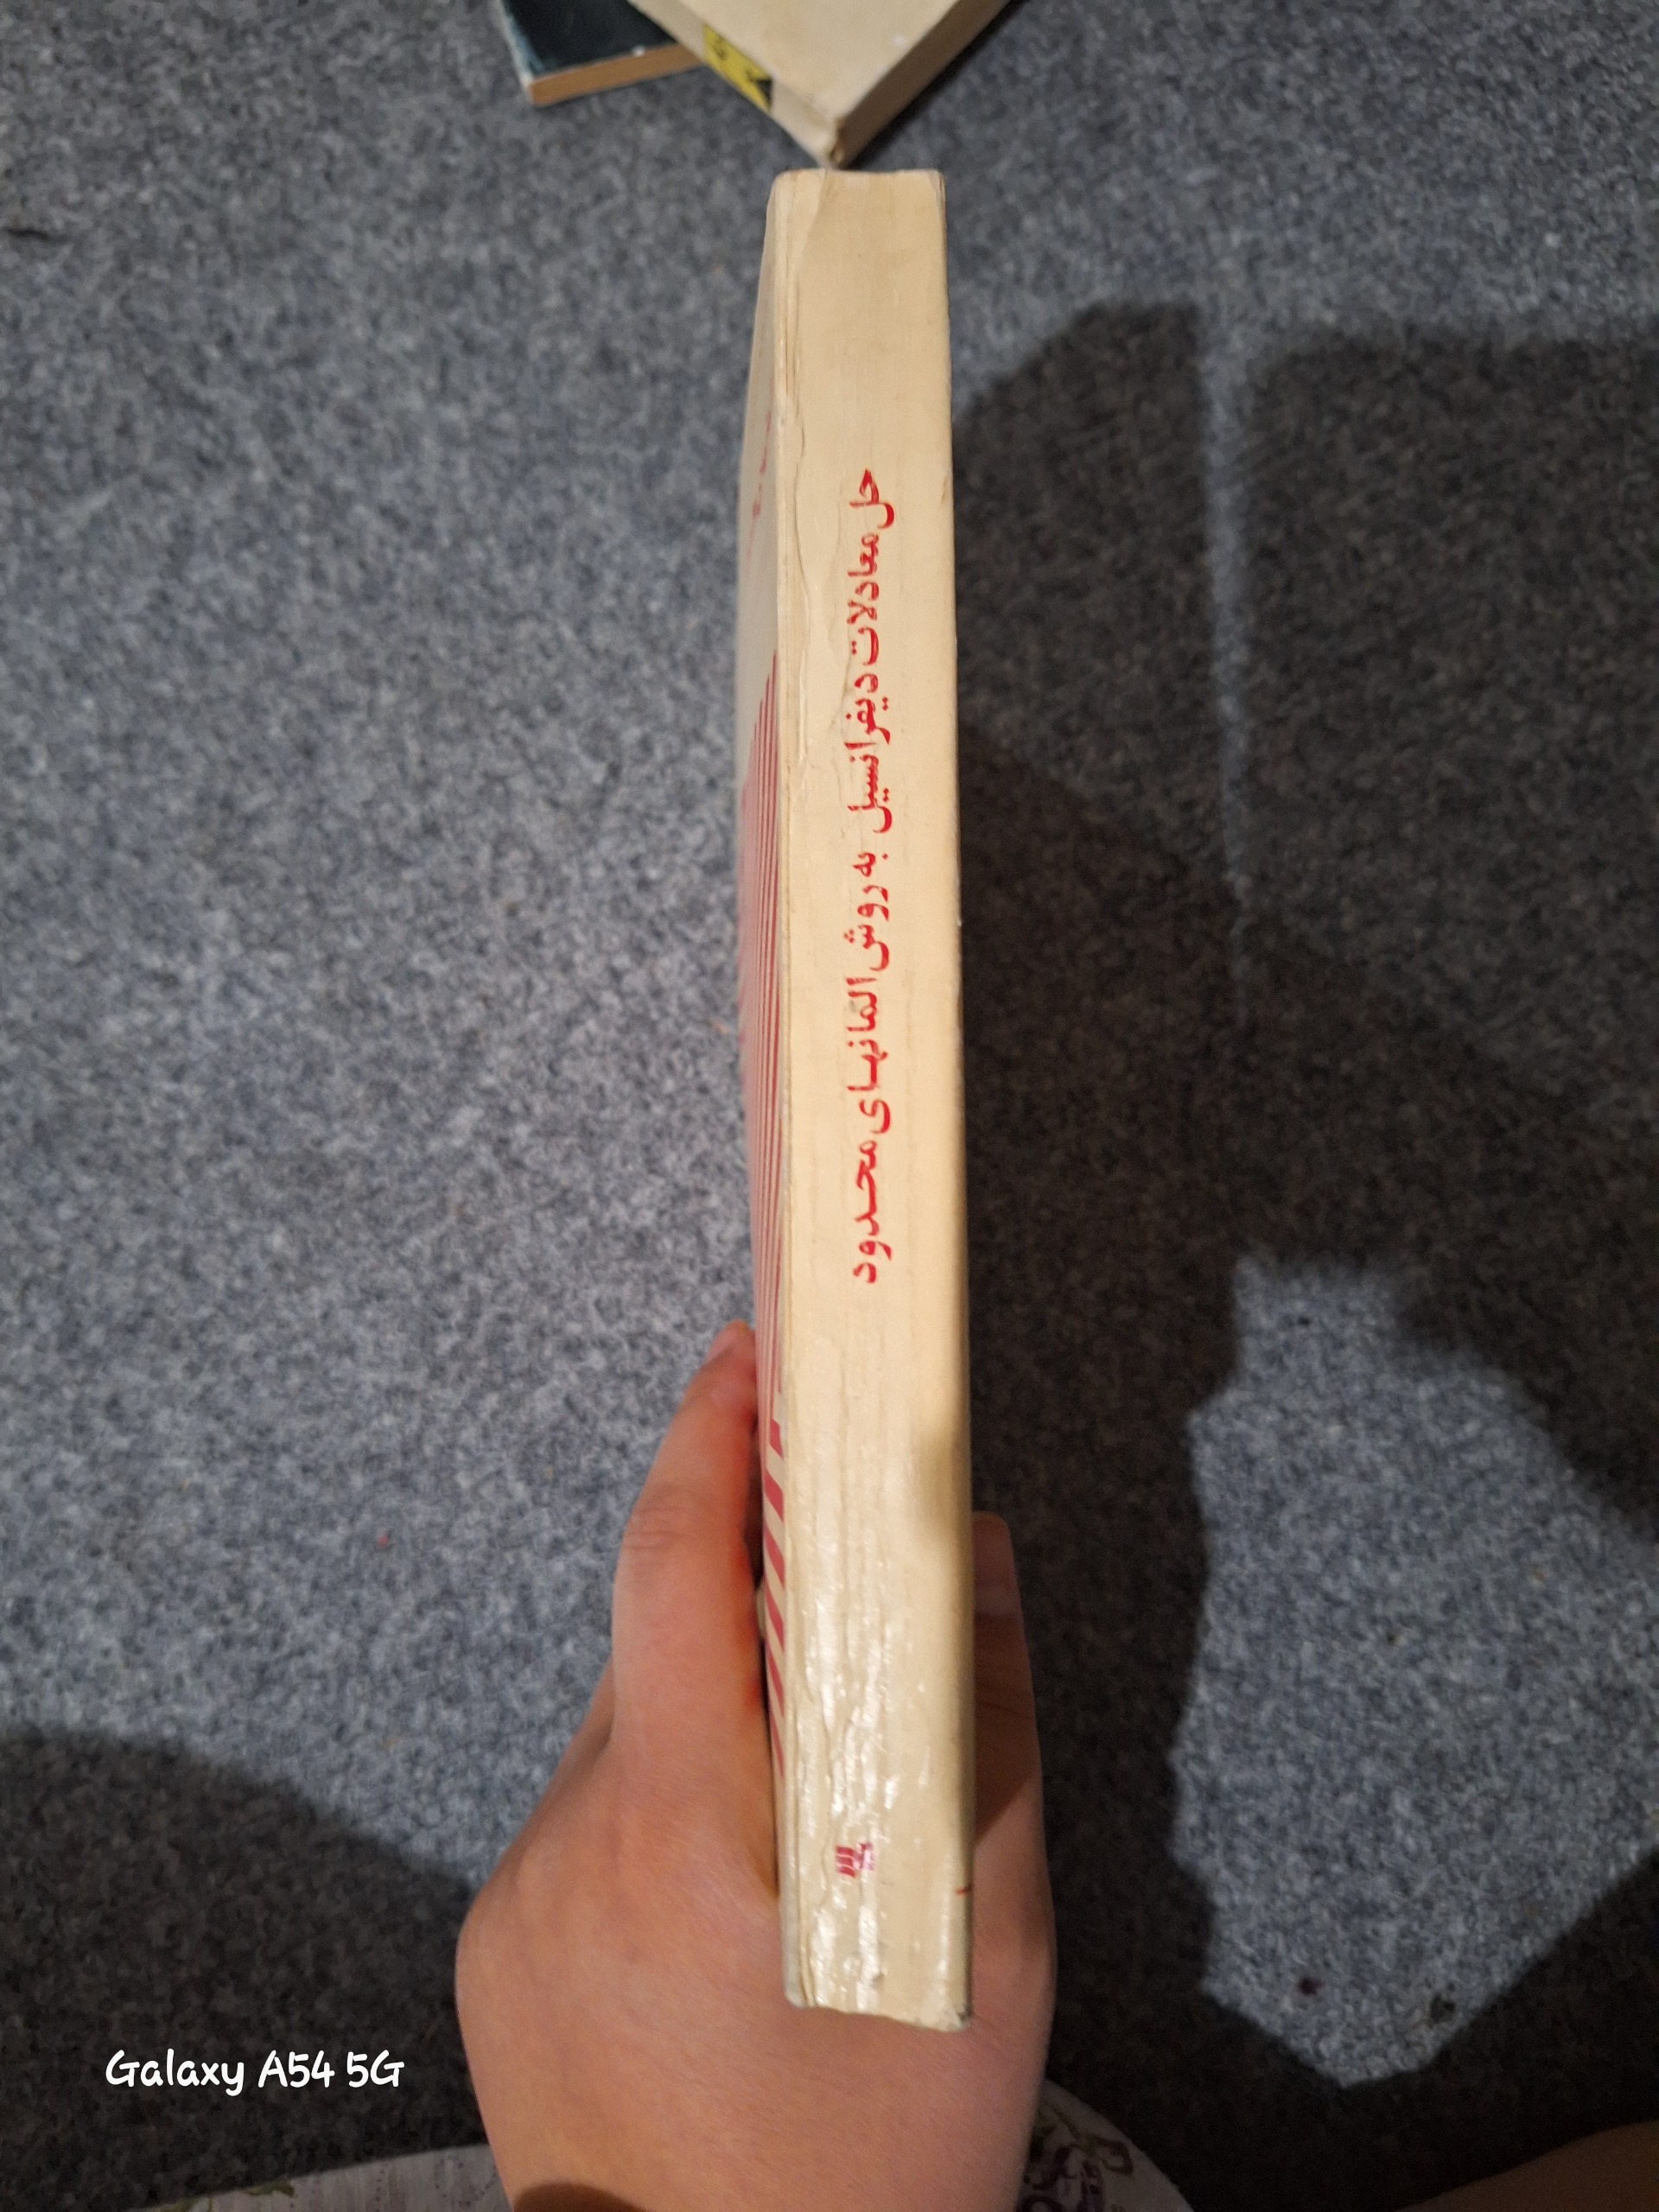 حل معادلات دیفرانسیل به روش المانهای محدود
Galaxy A54 5G